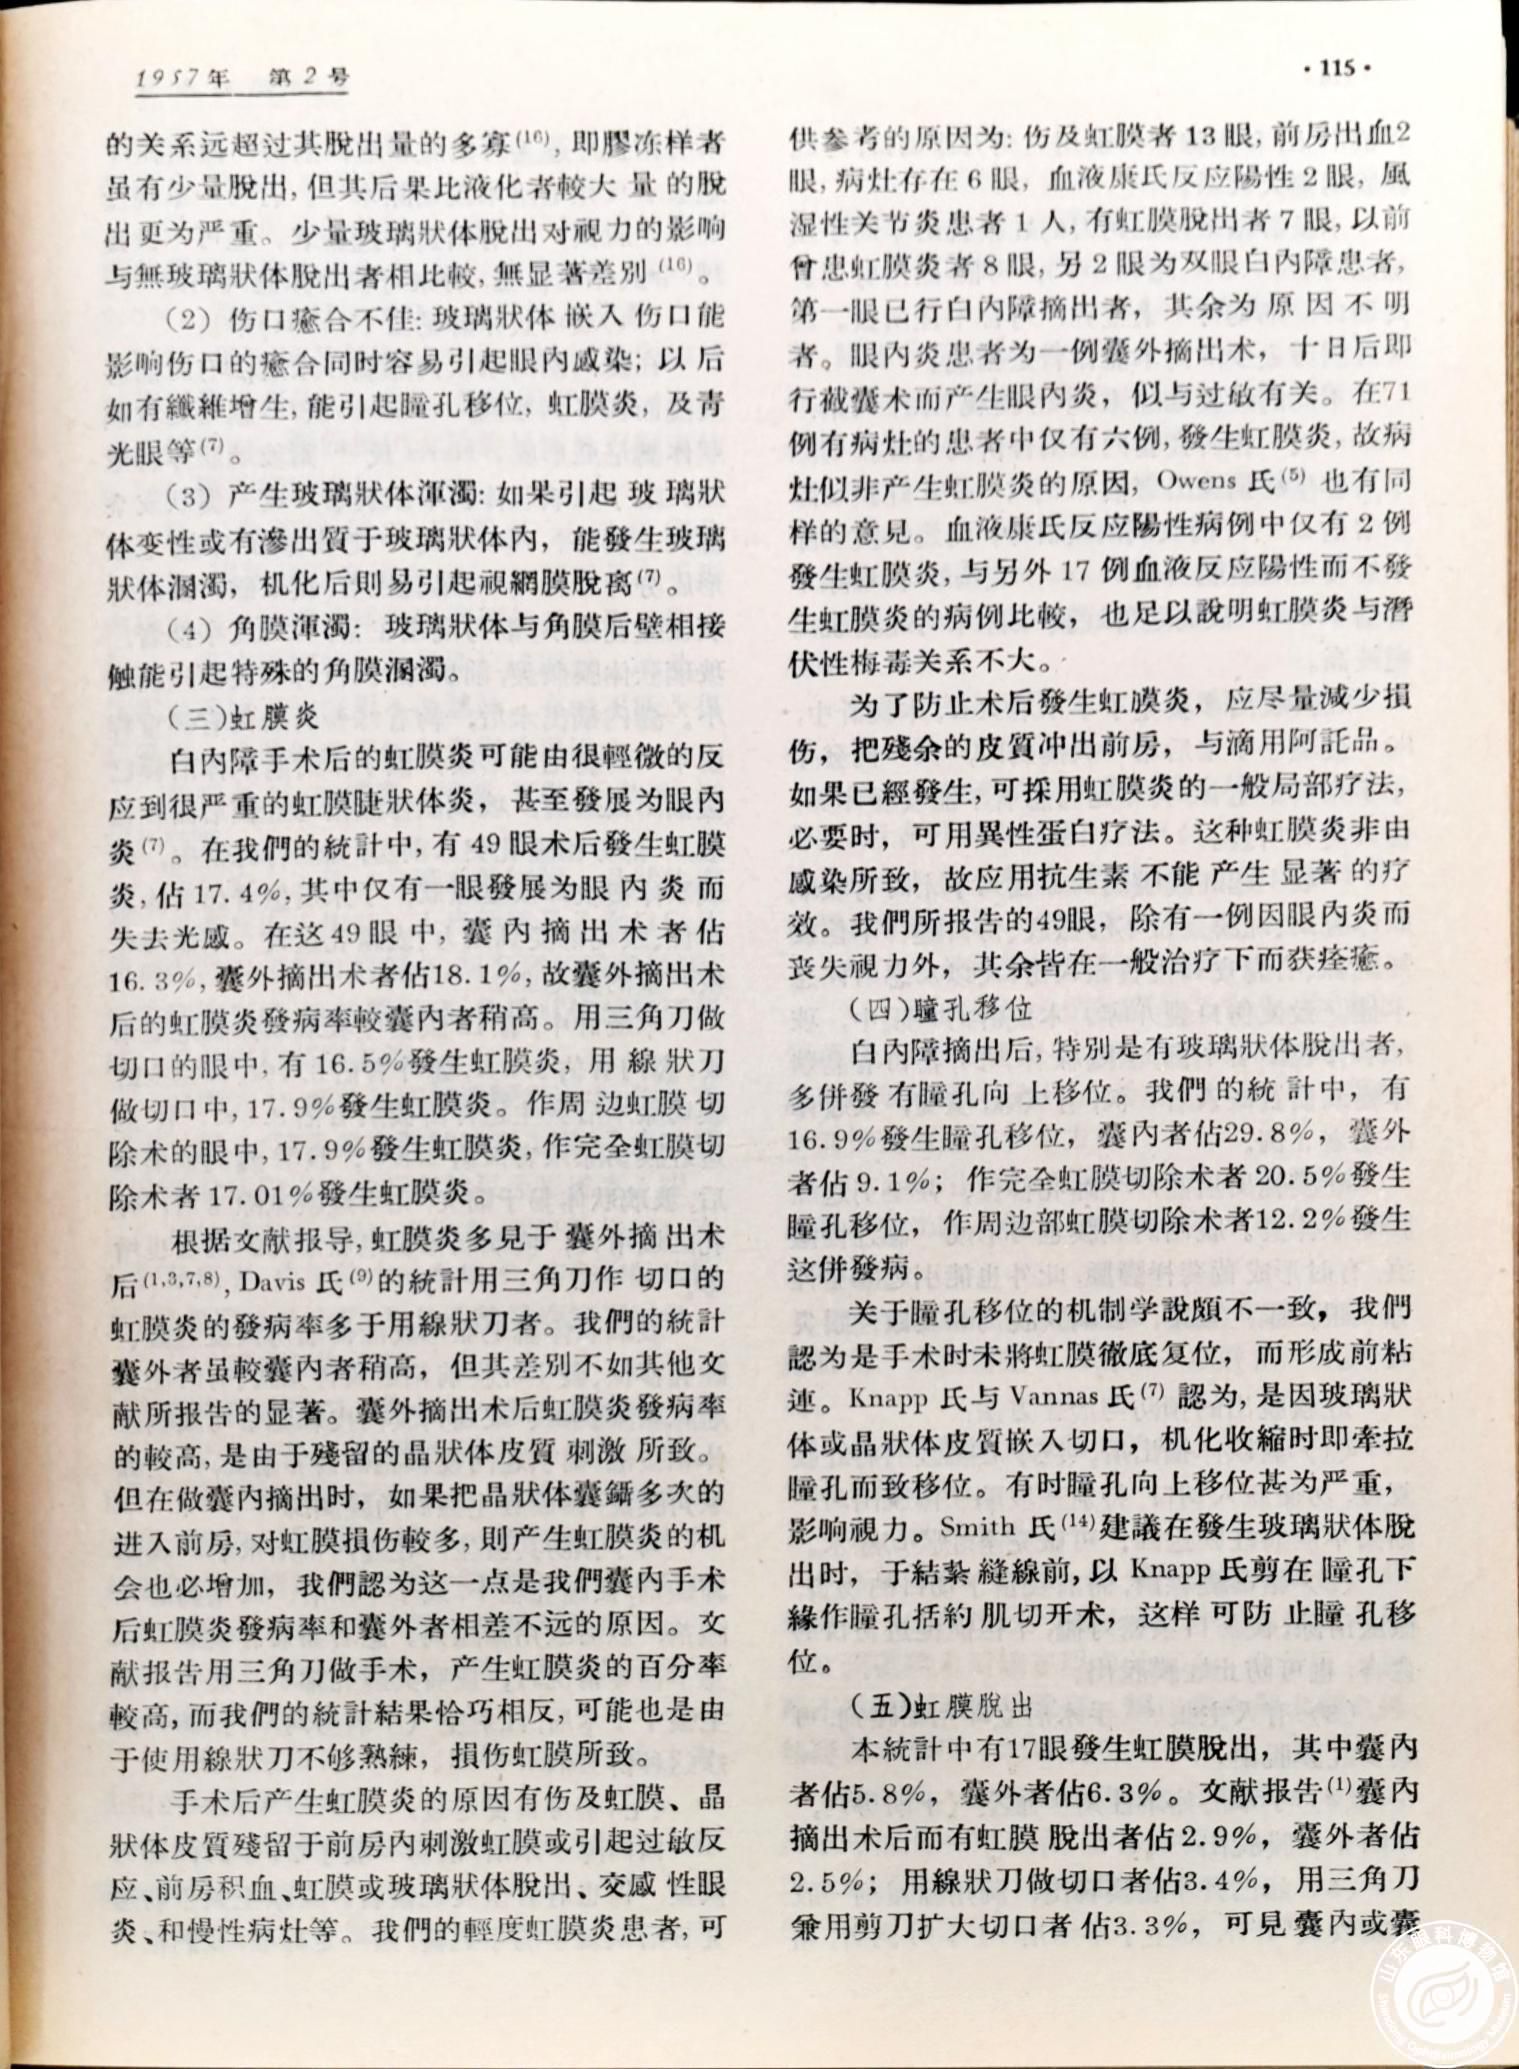 1957年 第2号
·115·
的关系远超过其脫出量的多寡(16), 即膠冻样者
虽有少量脫出, 但其后果比液化者較大量的脫
出更为严重。少量玻璃狀体脫出对視力的影响
与無玻璃狀体脫出者相比較, 無显著差別(16)。
(2) 伤口癒合不佳: 玻璃狀体嵌入伤口能
影响伤口的癒合同时容易引起眼內感染; 以后
如有纖維增生, 能引起瞳孔移位, 虹膜炎, 及青
光眼等(7)。
(3) 产生玻璃狀体渾濁: 如果引起玻璃狀
体变性或有滲出質于玻璃狀体內, 能發生玻璃
狀体溷濁, 机化后則易引起視網膜脫离(7)。
(4) 角膜渾濁: 玻璃狀体与角膜后壁相接
触能引起特殊的角膜溷濁。
(三)虹膜炎
白內障手术后的虹膜炎可能由很輕微的反
应到很严重的虹膜睫狀体炎, 甚至發展为眼內
炎(7)。在我們的統計中, 有49眼术后發生虹膜
炎, 佔17.4%, 其中仅有一眼發展为眼內炎而
失去光感。在这49眼中, 囊內摘出术者佔
16.3%, 囊外摘出术者佔18.1%, 故囊外摘出术
后的虹膜炎發病率較囊內者稍高。用三角刀做
切口的眼中, 有16.5%發生虹膜炎, 用線狀刀
做切口中, 17.9%發生虹膜炎。作周边虹膜切
除术的眼中, 17.9%發生虹膜炎, 作完全虹膜切
除术者17.01%發生虹膜炎。
根据文献报导, 虹膜炎多見于囊外摘出术
后(1,3,7,8), Davis 氏(9)的統計用三角刀作切口的
虹膜炎的發病率多于用線狀刀者。我們的統計
囊外者虽較囊內者稍高, 但其差別不如其他文
献所报告的显著。囊外摘出术后虹膜炎發病率
的較高, 是由于殘留的晶狀体皮質刺激所致。
但在做囊內摘出时, 如果把晶狀体囊鑷多次的
进入前房, 对虹膜損伤較多, 則产生虹膜炎的机
会也必增加, 我們認为这一点是我們囊內手术
后虹膜炎發病率和囊外者相差不远的原因。文
献报告用三角刀做手术, 产生虹膜炎的百分率
較高, 而我們的統計結果恰巧相反, 可能也是由
于使用線狀刀不够熟練, 損伤虹膜所致。
手术后产生虹膜炎的原因有伤及虹膜、晶
狀体皮質殘留于前房內刺激虹膜或引起过敏反
应、前房积血、虹膜或玻璃狀体脫出、交感性眼
炎、和慢性病灶等。我們的輕度虹膜炎患者, 可
供参考的原因为: 伤及虹膜者13眼, 前房出血2
眼, 病灶存在6眼, 血液康氏反应陽性2眼, 風
湿性关节炎患者1人, 有虹膜脫出者7眼, 以前
曾患虹膜炎者8眼, 另2眼为双眼白內障患者,
第一眼已行白內障摘出者, 其余为原因不明
者。眼內炎患者为一例囊外摘出术, 十日后即
行截囊术而产生眼內炎, 似与过敏有关。在71
例有病灶的患者中仅有六例, 發生虹膜炎, 故病
灶似非产生虹膜炎的原因, Owens 氏(5) 也有同
样的意見。血液康氏反应陽性病例中仅有2例
發生虹膜炎, 与另外17例血液反应陽性而不發
生虹膜炎的病例比較, 也足以說明虹膜炎与潛
伏性梅毒关系不大。
为了防止术后發生虹膜炎, 应尽量減少損
伤, 把殘余的皮質冲出前房, 与滴用阿託品。
如果已經發生, 可採用虹膜炎的一般局部疗法,
必要时, 可用異性蛋白疗法。这种虹膜炎非由
感染所致, 故应用抗生素不能产生显著的疗
效。我們所报告的49眼, 除有一例因眼內炎而
丧失視力外, 其余皆在一般治疗下而获痊癒。
(四)瞳孔移位
白內障摘出后, 特別是有玻璃狀体脫出者,
多併發有瞳孔向上移位。我們的統計中, 有
16.9%發生瞳孔移位, 囊內者佔29.8%, 囊外
者佔9.1%; 作完全虹膜切除术者20.5%發生
瞳孔移位, 作周边部虹膜切除术者12.2%發生
这併發病。
关于瞳孔移位的机制学說頗不一致, 我們
認为是手术时未將虹膜徹底复位, 而形成前粘
連。Knapp 氏与 Vannas 氏(7) 認为, 是因玻璃狀
体或晶狀体皮質嵌入切口, 机化收縮时即牽拉
瞳孔而致移位。有时瞳孔向上移位甚为严重,
影响視力。Smith 氏(14)建議在發生玻璃狀体脫
出时, 于結紮縫線前, 以 Knapp 氏剪在瞳孔下
緣作瞳孔括約肌切开术, 这样可防止瞳孔移
位。
(五)虹膜脫出
本統計中有17眼發生虹膜脫出, 其中囊內
者佔5.8%, 囊外者佔6.3%。文献报告(1)囊內
摘出术后而有虹膜脫出者佔2.9%, 囊外者佔
2.5%; 用線狀刀做切口者佔3.4%, 用三角刀
兼用剪刀扩大切口者佔3.3%, 可見囊內或囊
山东眼科博物馆
Shandong Ophthalmology Museum